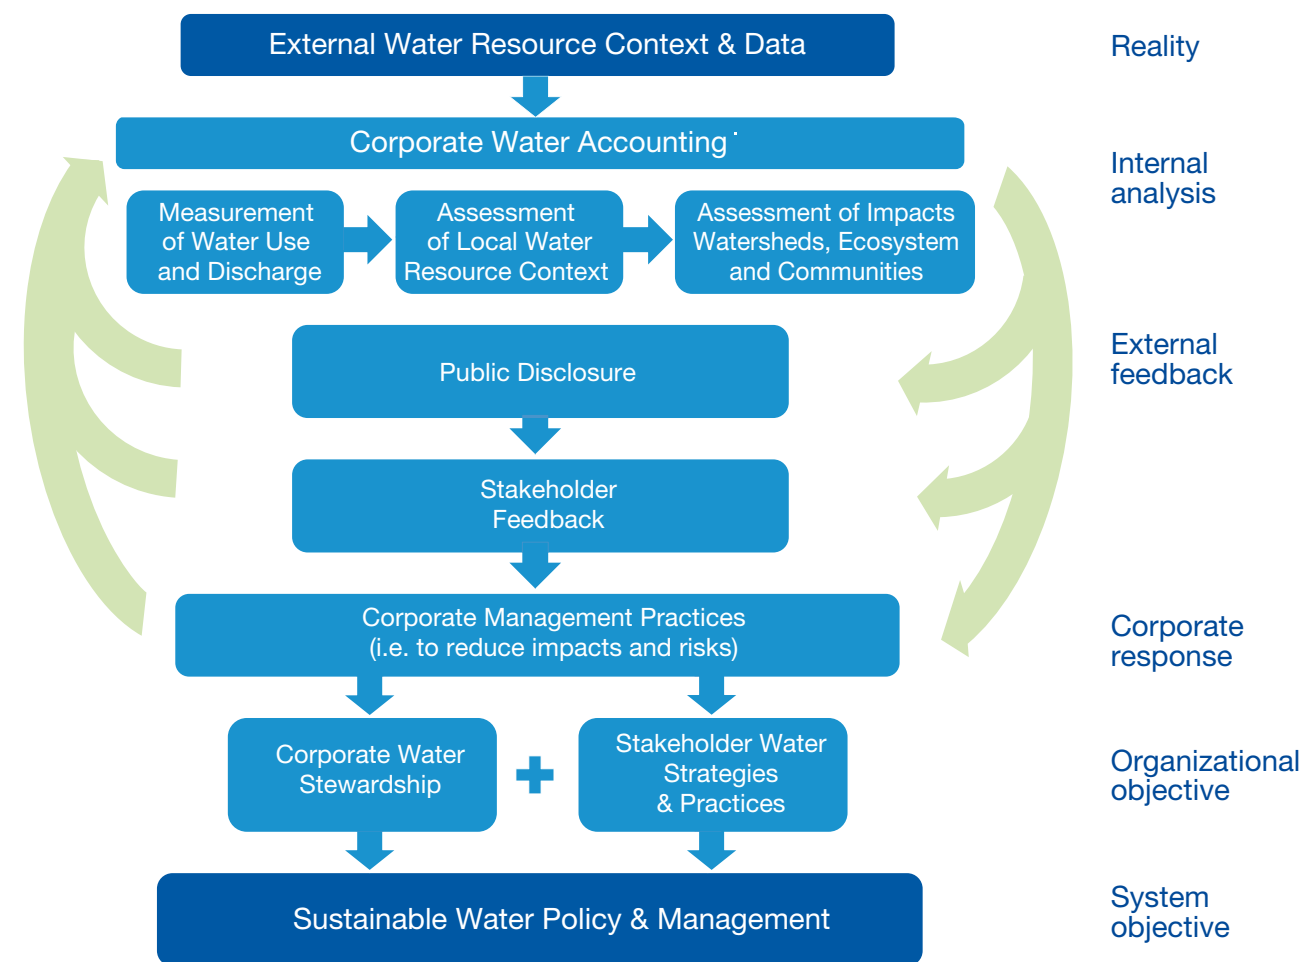 External Water Resource Context & Data
Reality
Corporate Water Accounting
Internal
analysis
Measurement
of Water Use
and Discharge
Assessment
of Local Water
Resource Context
Assessment of Impacts
Watersheds, Ecosystem
and Communities
Public Disclosure
External
feedback
Stakeholder
Feedback
Corporate Management Practices
(i.e. to reduce impacts and risks)
Corporate
response
Corporate Water
Stewardship
Stakeholder Water
Strategies
& Practices
Organizational
objective
Sustainable Water Policy & Management
System
objective